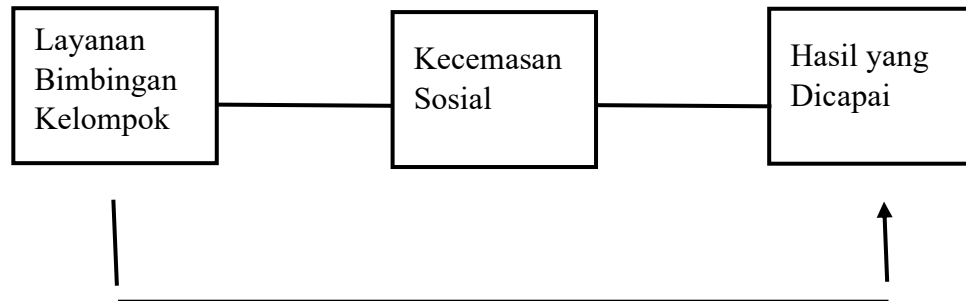 Layanan
Bimbingan
Kelompok
Kecemasan
Sosial
Hasil yang
Dicapai